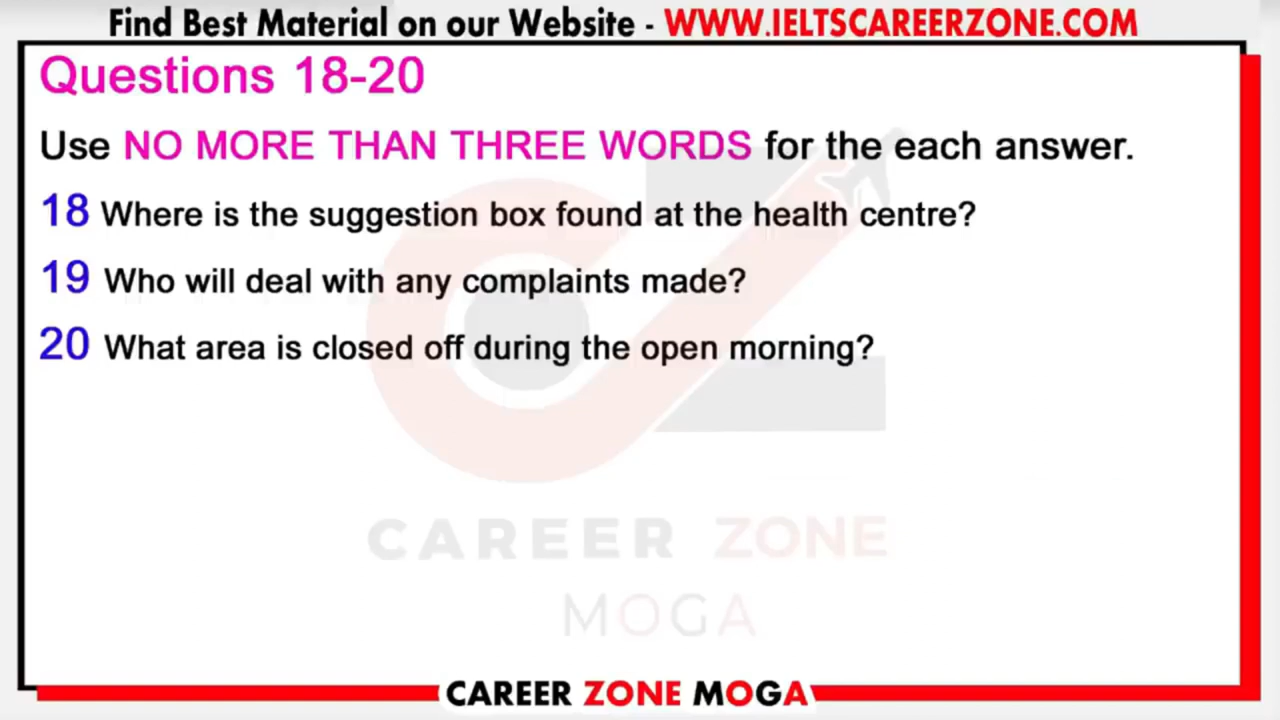 Find Best Material on our Website - WWW.IELTSCAREERZONE.COM
Questions 18-20
Use NO MORE THAN THREE WORDS for the each answer.
18 Where is the suggestion box found at the health centre?
19 Who will deal with any complaints made?
20 What area is closed off during the open morning?
CAREER ZONE
MOGA
CAREER ZONE MOGA